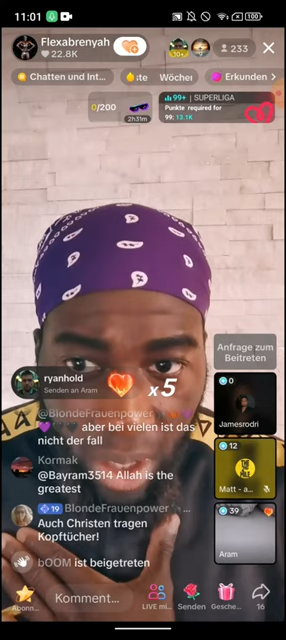 11:01
100
Flexabrenyah
22.8K
30+
233
Chatten und Int...
ite
Wöchen
Erkunden
0/200
2h31m
99+ | SUPERLIGA
Punkte required for
99: 13.1K
Anfrage zum
Beitreten
ryanhold
Senden an Aram
x5
0
Jamesrodri
@BlondeFrauenpower
aber bei vielen ist das
nicht der fall
12
Matt - a...
Kormak
@Bayram3514 Allah is the
greatest
39
Aram
19 BlondeFrauenpower
...
Auch Christen tragen
Kopftücher!
bOOM ist beigetreten
Abonn...
Komment...
LIVE mi...
Senden
Gesche...
16